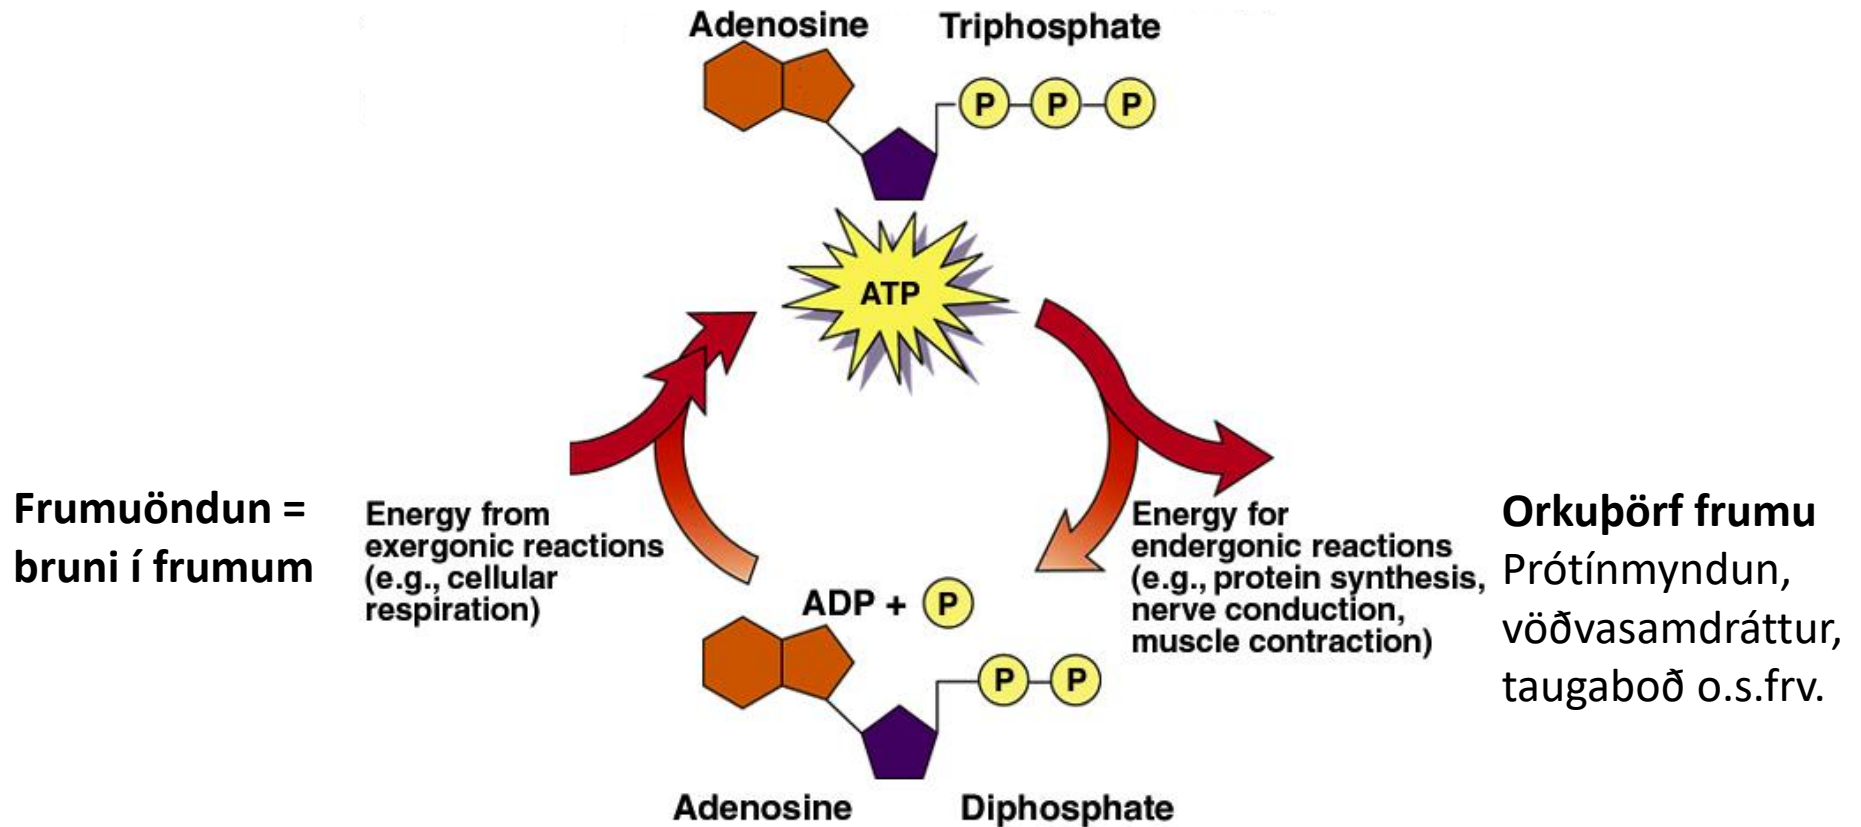 Adenosine Triphosphate
P P P
ATP
Frumuöndun =
bruni í frumum
Energy from
exergonic reactions
(e.g., cellular
respiration)
ADP + P
Energy for
endergonic reactions
(e.g., protein synthesis,
nerve conduction,
muscle contraction)
Orkuþörf frumu
Prótínmyndun,
vöðvasamdráttur,
taugaboð o.s.frv.
P P
Adenosine Diphosphate